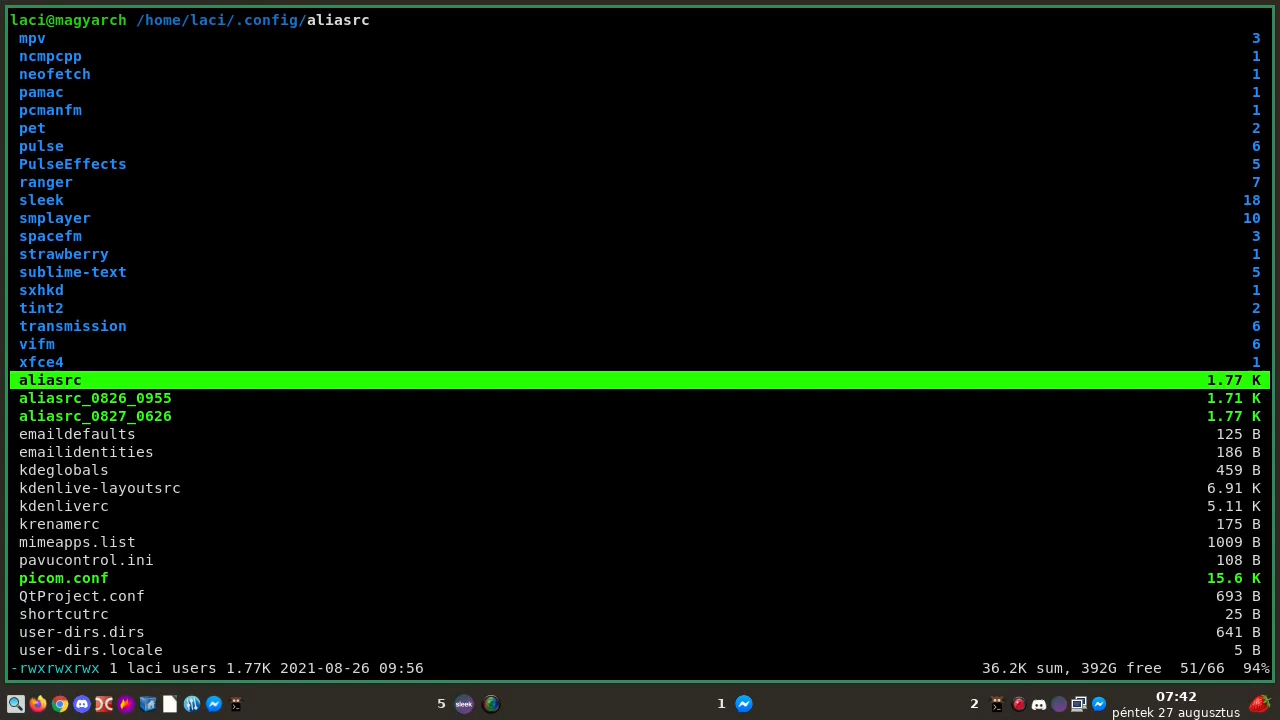 laci@magyarch /home/laci/.config/aliasrc
mpv 3
ncmpcpp 1
neofetch 1
pamac 1
pcmanfm 1
pet 2
pulse 6
PulseEffects 5
ranger 7
sleek 18
smplayer 10
spacefm 3
strawberry 1
sublime-text 5
sxhkd 1
tint2 2
transmission 6
vifm 6
xfce4 1
aliasrc 1.77 K
aliasrc_0826_0955 1.71 K
aliasrc_0827_0626 1.77 K
emaildefaults 125 B
emailidentities 186 B
kdeglobals 459 B
kdenlive-layoutsrc 6.91 K
kdenliverc 5.11 K
krenamerc 175 B
mimeapps.list 1009 B
pavucontrol.ini 108 B
picom.conf 15.6 K
QtProject.conf 693 B
shortcutrc 25 B
user-dirs.dirs 641 B
user-dirs.locale 5 B
-rwxrwxrwx 1 laci users 1.77K 2021-08-26 09:56 36.2K sum, 392G free 51/66 94%
5 sleek 1 2 07:42
péntek 27 augusztus